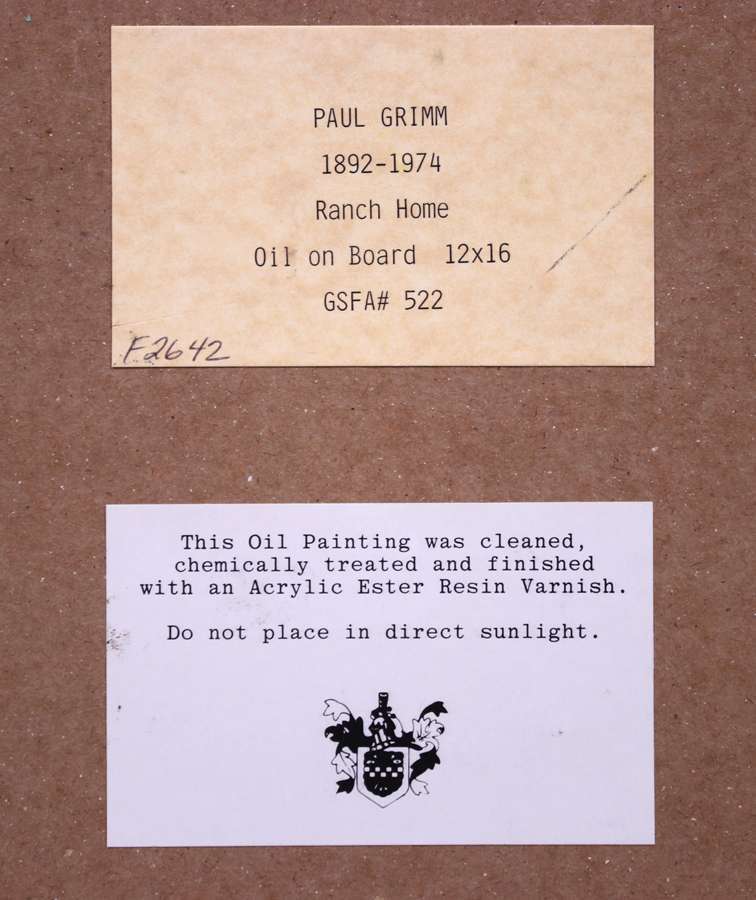 PAUL GRIMM
1892-1974
Ranch Home
Oil on Board 12x16
GSFA# 522
F2642
This Oil Painting was cleaned,
chemically treated and finished
with an Acrylic Ester Resin Varnish.
Do not place in direct sunlight.